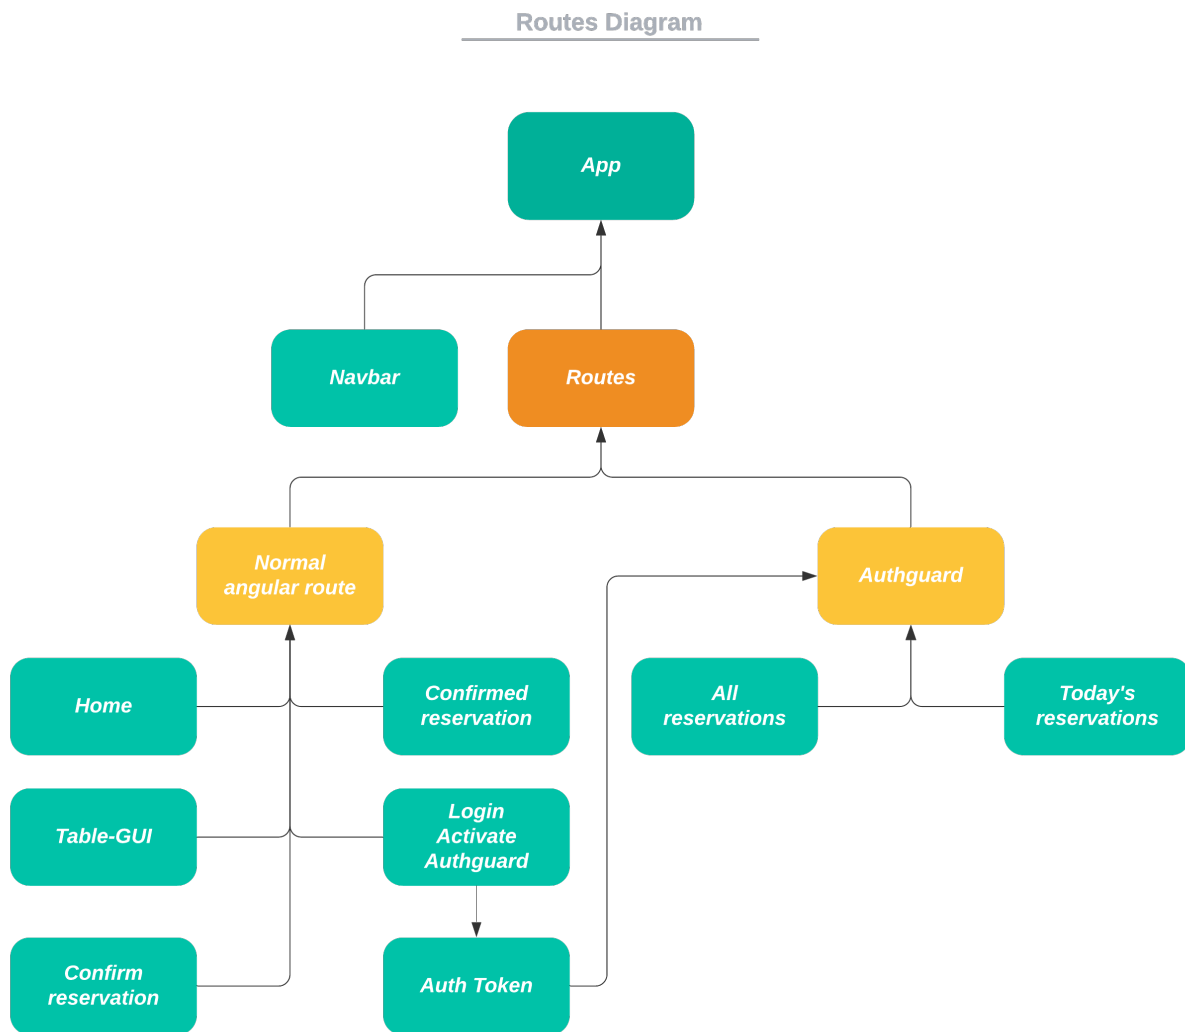 Routes Diagram
App
Navbar
Routes
Normal
angular route
Authguard
Home
Confirmed
reservation
All
reservations
Today's
reservations
Table-GUI
Login
Activate
Authguard
Confirm
reservation
Auth Token